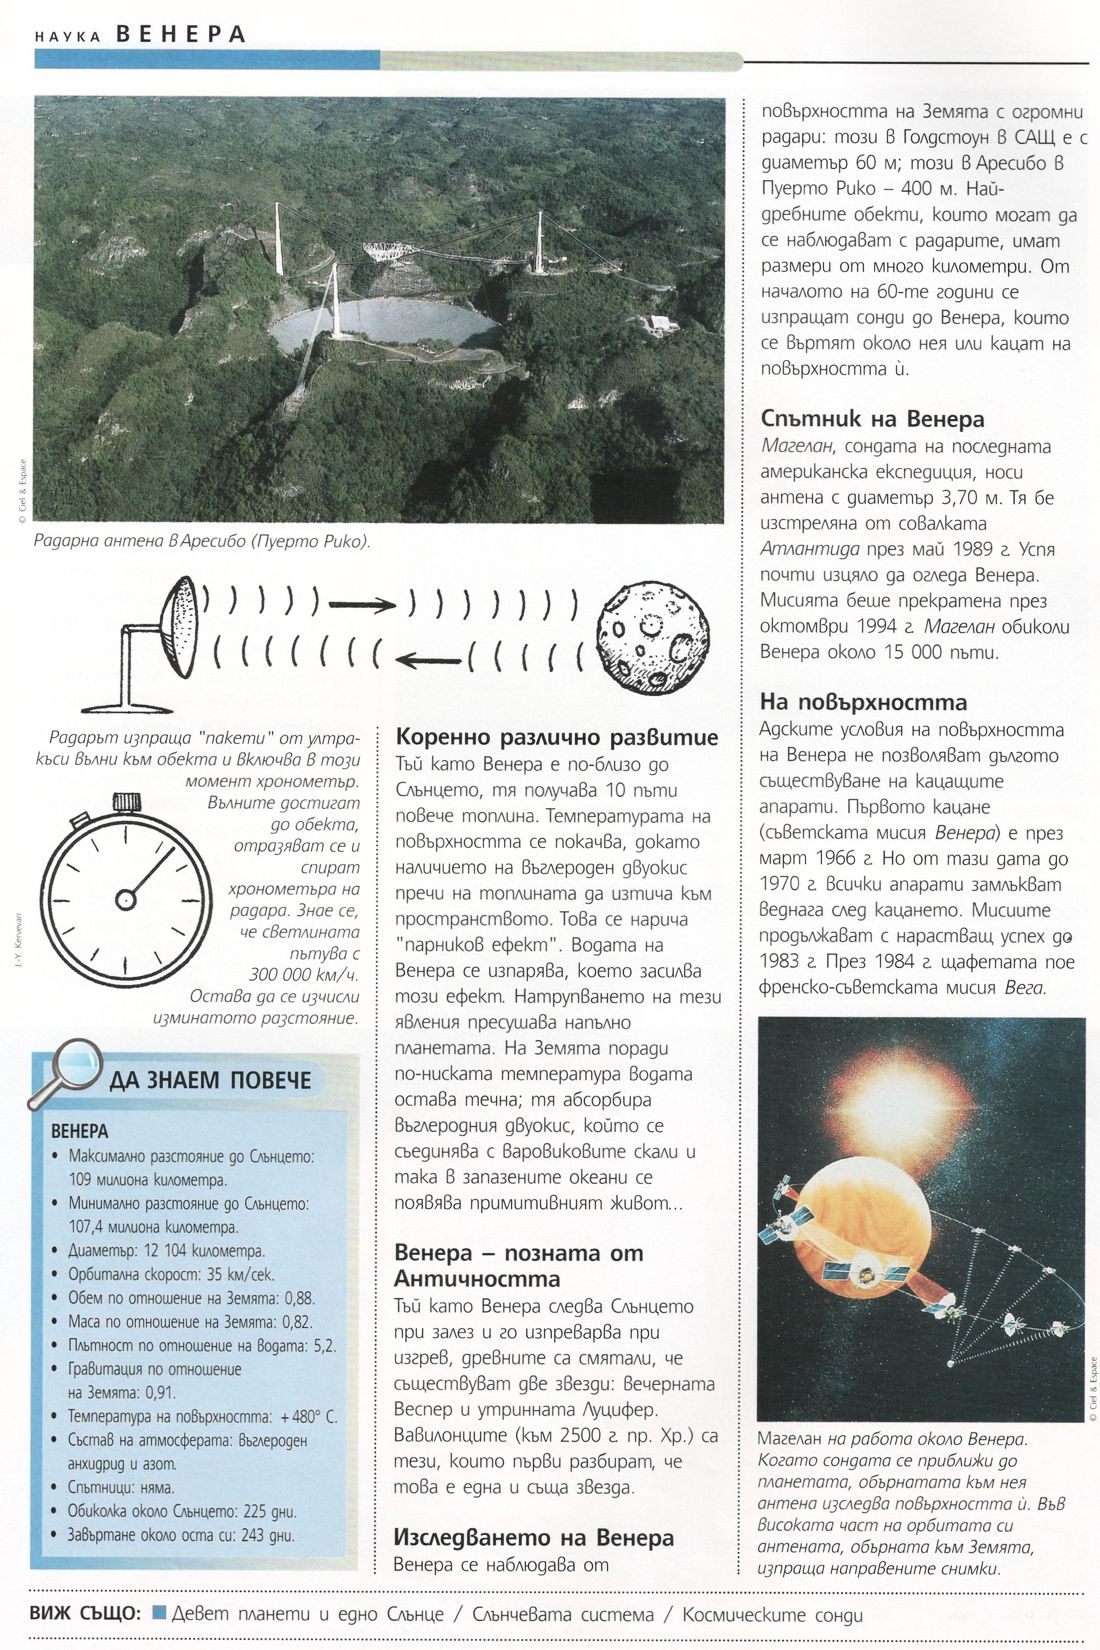 НАУКА ВЕНЕРА
© Ciel & Espace
Радарна антена в Аресибо (Пуерто Рико).
Радарът изпраща "пакети" от ултра-
къси вълни към обекта и включва в този
момент хронометър.
Вълните достигат
до обекта,
отразяват се и
спират
хронометъра на
радара. Знае се,
че светлината
пътува с
300 000 км/ч.
Остава да се изчисли
изминатото разстояние.
J.-Y. Kervevan
ДА ЗНАЕМ ПОВЕЧЕ
ВЕНЕРА
• Максимално разстояние до Слънцето:
109 милиона километра.
• Минимално разстояние до Слънцето:
107,4 милиона километра.
• Диаметър: 12 104 километра.
• Орбитална скорост: 35 км/сек.
• Обем по отношение на Земята: 0,88.
• Маса по отношение на Земята: 0,82.
• Плътност по отношение на водата: 5,2.
• Гравитация по отношение
на Земята: 0,91.
• Температура на повърхността: +480° С.
• Състав на атмосферата: въглероден
анхидрид и азот.
• Спътници: няма.
• Обиколка около Слънцето: 225 дни.
• Завъртане около оста си: 243 дни.
Коренно различно развитие
Тъй като Венера е по-близо до
Слънцето, тя получава 10 пъти
повече топлина. Температурата на
повърхността се покачва, докато
наличието на въглероден двуокис
пречи на топлината да изтича към
пространството. Това се нарича
"парников ефект". Водата на
Венера се изпарява, което засилва
този ефект. Натрупването на тези
явления пресушава напълно
планетата. На Земята поради
по-ниската температура водата
остава течна; тя абсорбира
въглеродния двуокис, който се
съединява с варовиковите скали и
така в запазените океани се
появява примитивният живот...
Венера – позната от
Античността
Тъй като Венера следва Слънцето
при залез и го изпреварва при
изгрев, древните са смятали, че
съществуват две звезди: вечерната
Веспер и утринната Луцифер.
Вавилонците (към 2500 г. пр. Хр.) са
тези, които първи разбират, че
това е една и съща звезда.
Изследването на Венера
Венера се наблюдава от
повърхността на Земята с огромни
радари: този в Голдстоун в САЩ е с
диаметър 60 м; този в Аресибо в
Пуерто Рико – 400 м. Най-
дребните обекти, които могат да
се наблюдават с радарите, имат
размери от много километри. От
началото на 60-те години се
изпращат сонди до Венера, които
се въртят около нея или кацат на
повърхността ѝ.
Спътник на Венера
Магелан, сондата на последната
американска експедиция, носи
антена с диаметър 3,70 м. Тя бе
изстреляна от совалката
Атлантида през май 1989 г. Успя
почти изцяло да огледа Венера.
Мисията беше прекратена през
октомври 1994 г. Магелан обиколи
Венера около 15 000 пъти.
На повърхността
Адските условия на повърхността
на Венера не позволяват дългото
съществуване на кацащите
апарати. Първото кацане
(съветската мисия Венера) е през
март 1966 г. Но от тази дата до
1970 г. всички апарати замлъкват
веднага след кацането. Мисиите
продължават с нарастващ успех до
1983 г. През 1984 г. щафетата пое
френско-съветската мисия Вега.
© Ciel & Espace
Магелан на работа около Венера.
Когато сондата се приближи до
планетата, обърнатата към нея
антена изследва повърхността ѝ. Във
високата част на орбитата си
антената, обърната към Земята,
изпраща направените снимки.
ВИЖ СЪЩО: Девет планети и едно Слънце / Слънчевата система / Космическите сонди